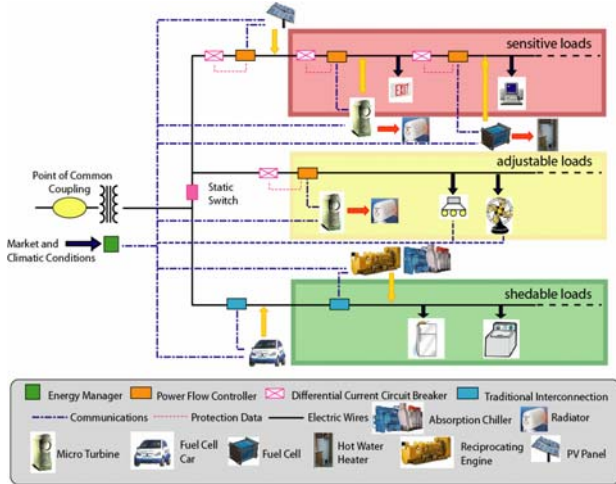 sensitive loads
EXIT
adjustable loads
Point of Common
Coupling
Static
Switch
Market and
Climatic Conditions
shedable loads
Energy Manager
Power Flow Controller
Differential Current Circuit Breaker
Traditional Interconnection
Communications
Protection Data
Electric Wires
Absorption Chiller
Radiator
Micro Turbine
Fuel Cell
Car
Fuel Cell
Hot Water
Heater
Reciprocating
Engine
PV Panel